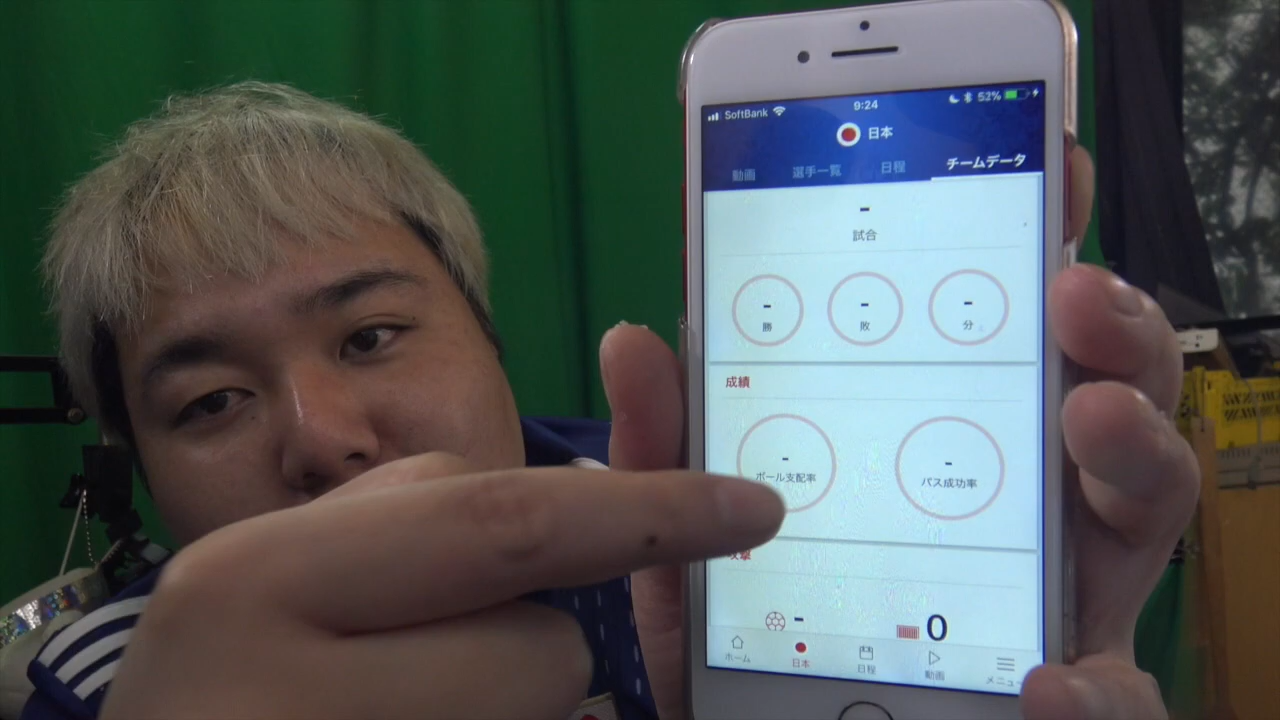 SoftBank 9:24 52%
日本
動画 選手一覧 日程 チームデータ
-
試合
- - -
勝 敗 分
成績
- -
ボール支配率 パス成功率
攻撃
- 0
ホーム 日本 日程 動画 メニュー